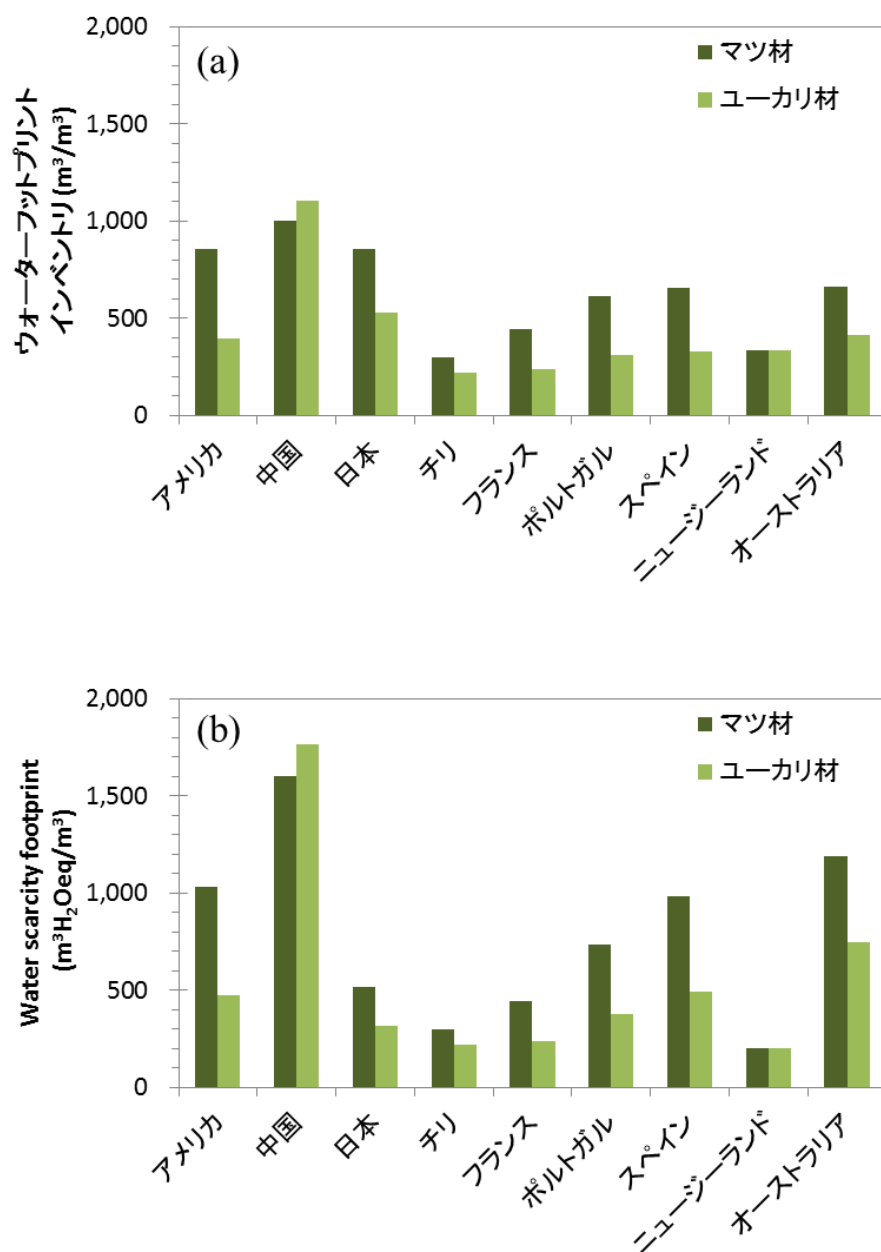 (a)
マツ材
ユーカリ材
ウォーターフットプリント
インベントリ (m³/m³)
2,000
1,500
1,000
500
0
アメリカ
中国
日本
チリ
フランス
ポルトガル
スペイン
ニュージーランド
オーストラリア
(b)
マツ材
ユーカリ材
Water scarcity footprint
(m³H₂Oeq/m³)
2,000
1,500
1,000
500
0
アメリカ
中国
日本
チリ
フランス
ポルトガル
スペイン
ニュージーランド
オーストラリア